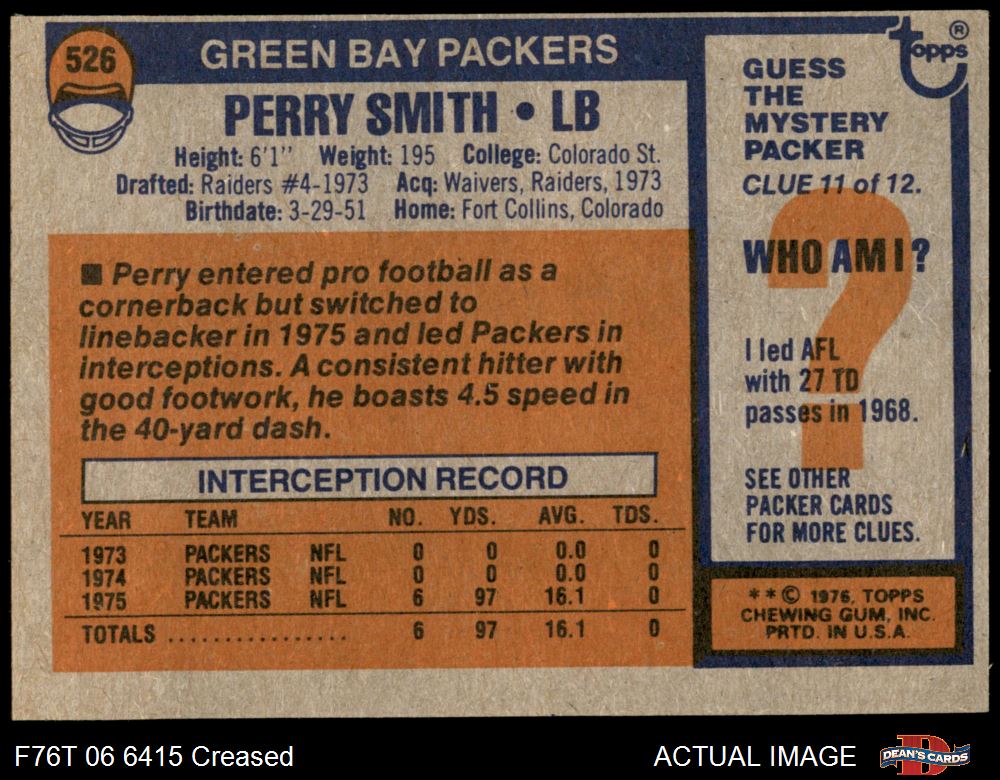 526
GREEN BAY PACKERS
PERRY SMITH • LB
Height: 6'1" Weight: 195 College: Colorado St.
Drafted: Raiders #4-1973 Acq: Waivers, Raiders, 1973
Birthdate: 3-29-51 Home: Fort Collins, Colorado
■ Perry entered pro football as a
cornerback but switched to
linebacker in 1975 and led Packers in
interceptions. A consistent hitter with
good footwork, he boasts 4.5 speed in
the 40-yard dash.
INTERCEPTION RECORD
YEAR TEAM NO. YDS. AVG. TDS.
1973 PACKERS NFL 0 0 0.0 0
1974 PACKERS NFL 0 0 0.0 0
1975 PACKERS NFL 6 97 16.1 0
TOTALS ................ 6 97 16.1 0
topps®
GUESS
THE
MYSTERY
PACKER
CLUE 11 of 12.
?
WHO AM I?
I led AFL
with 27 TD
passes in 1968.
SEE OTHER
PACKER CARDS
FOR MORE CLUES.
**© 1976, TOPPS
CHEWING GUM, INC.
PRTD. IN U.S.A.
F76T 06 6415 Creased
ACTUAL IMAGE
DEAN'S CARDS